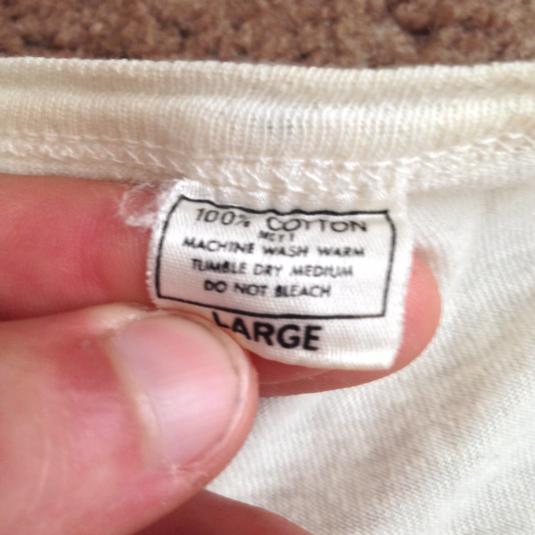 100% COTTON
MACHINE WASH WARM
TUMBLE DRY MEDIUM
DO NOT BLEACH
LARGE